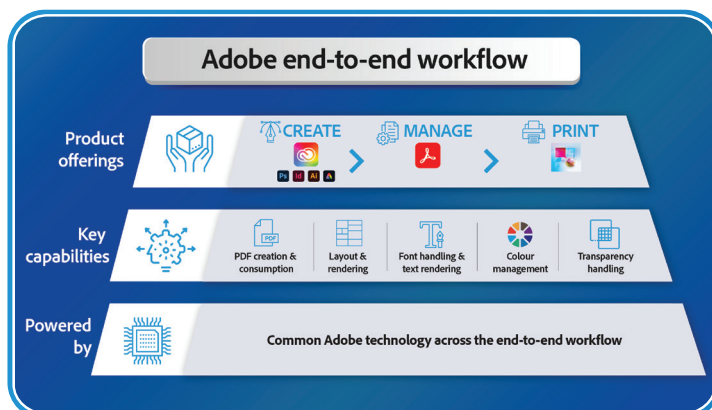 Adobe end-to-end workflow
Product
offerings
CREATE
MANAGE
PRINT
Ps Id Ai
Key
capabilities
PDF
PDF creation &
consumption
Layout &
rendering
Font handling &
text rendering
Colour
management
Transparency
handling
Powered
by
Common Adobe technology across the end-to-end workflow